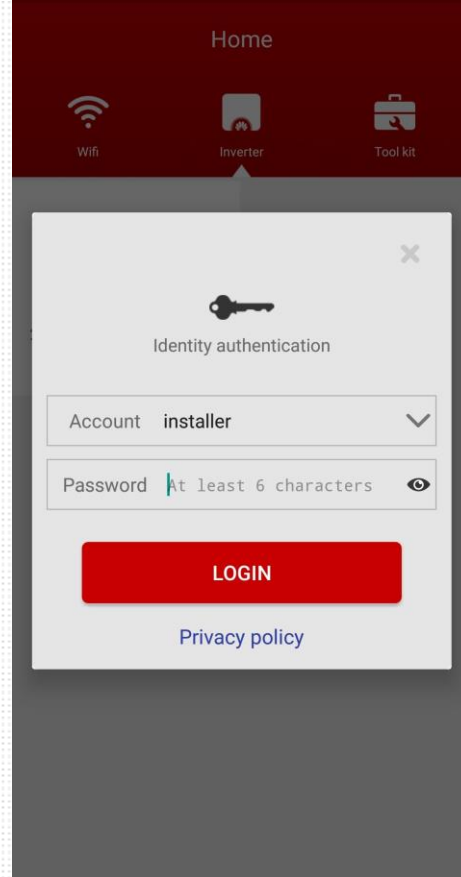 Home
Wifi Inverter Tool kit
Identity authentication
Account installer
Password At least 6 characters
LOGIN
Privacy policy